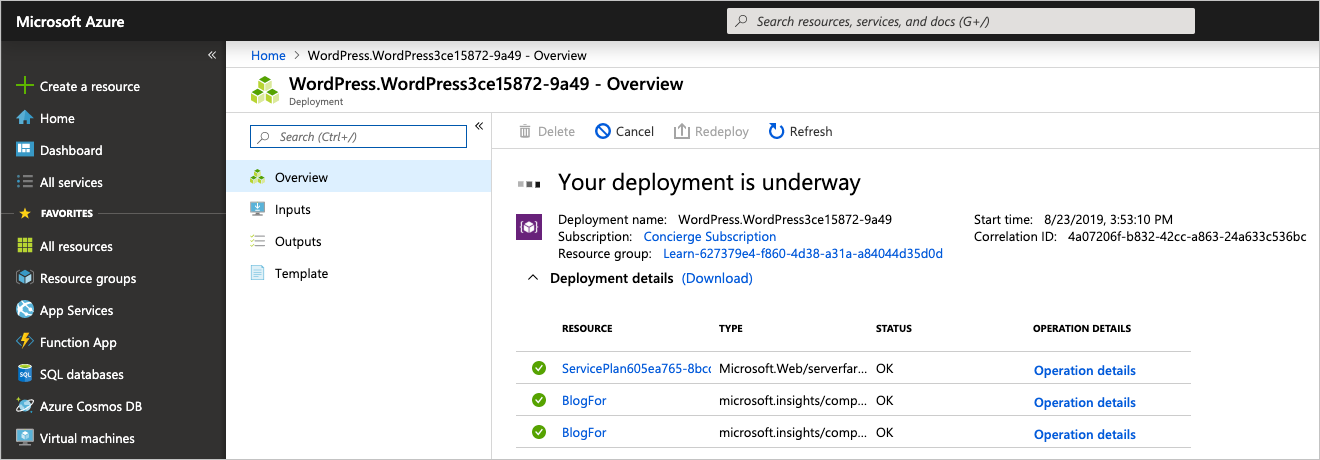 Microsoft Azure
Search resources, services, and docs (G+/)
«
Create a resource
Home
Dashboard
All services
FAVORITES
All resources
Resource groups
App Services
Function App
SQL databases
Azure Cosmos DB
Virtual machines
Home > WordPress.WordPress3ce15872-9a49 - Overview
WordPress.WordPress3ce15872-9a49 - Overview
Deployment
Search (Ctrl+/)
«
Overview
Inputs
Outputs
Template
Delete Cancel Redeploy Refresh
Your deployment is underway
Deployment name: WordPress.WordPress3ce15872-9a49
Subscription: Concierge Subscription
Resource group: Learn-627379e4-f860-4d38-a31a-a84044d35d0d
Start time: 8/23/2019, 3:53:10 PM
Correlation ID: 4a07206f-b832-42cc-a863-24a633c536bc
Deployment details (Download)
RESOURCE TYPE STATUS OPERATION DETAILS
ServicePlan605ea765-8bcc Microsoft.Web/serverfar... OK Operation details
BlogFor microsoft.insights/comp... OK Operation details
BlogFor microsoft.insights/comp... OK Operation details